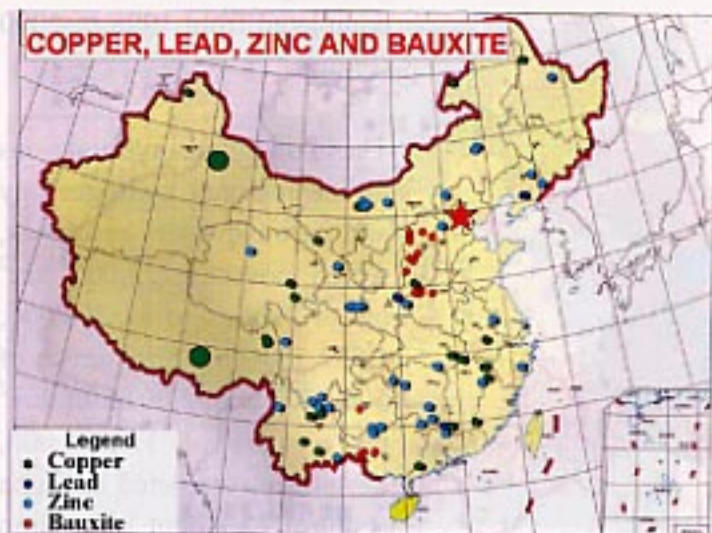 COPPER, LEAD, ZINC AND BAUXITE
Legend
Copper
Lead
Zinc
Bauxite